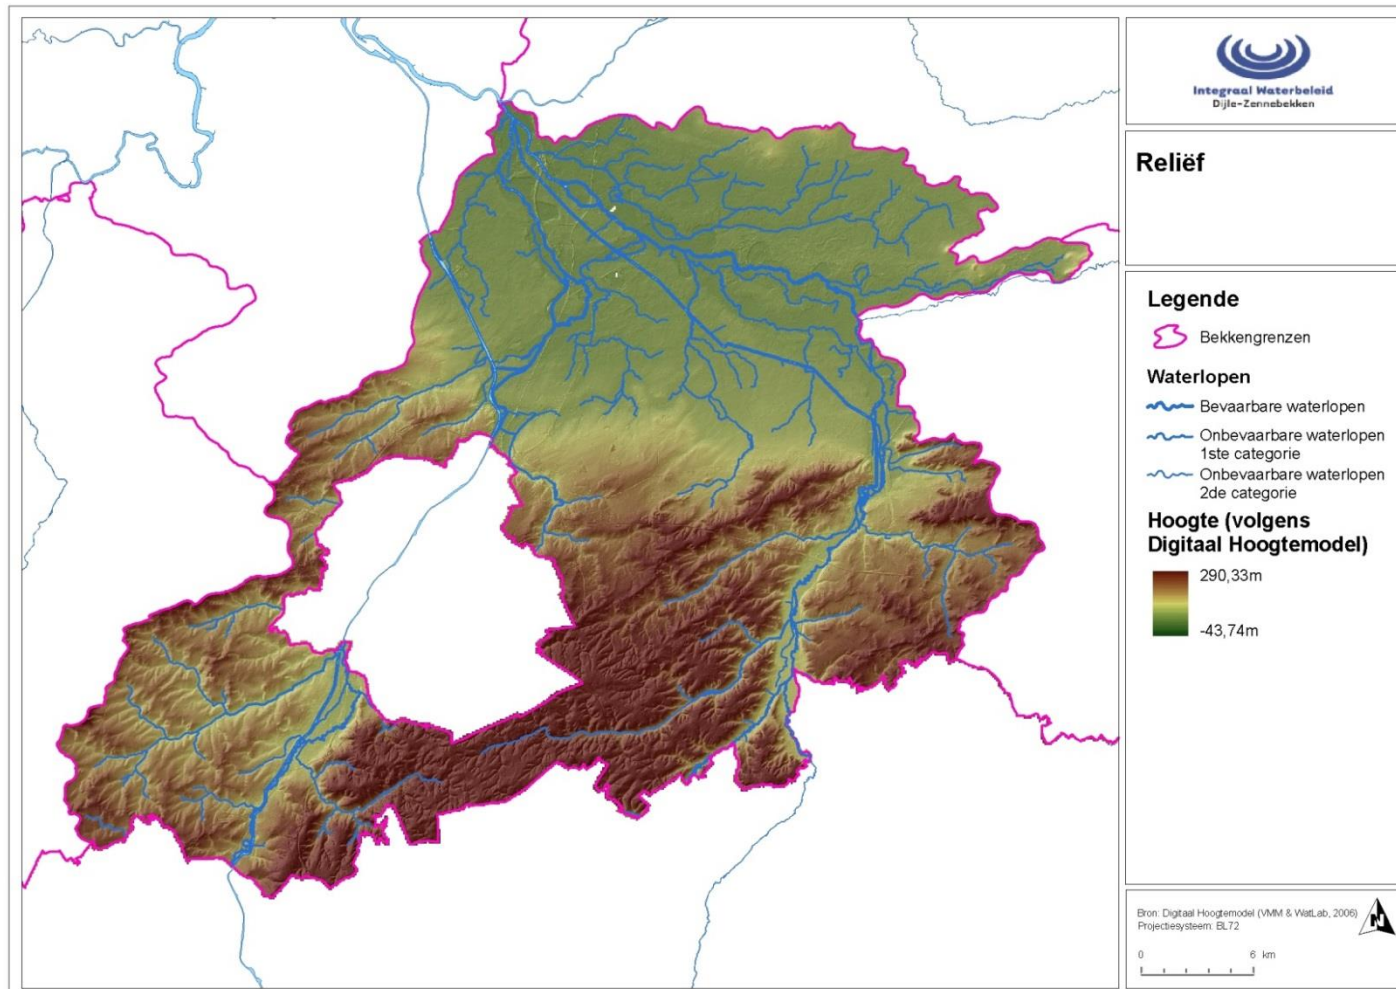 Integraal Waterbeleid
Dijle-Zennebekken
Reliëf
Legende
Bekkengrenzen
Waterlopen
Bevaarbare waterlopen
Onbevaarbare waterlopen
1ste categorie
Onbevaarbare waterlopen
2de categorie
Hoogte (volgens
Digitaal Hoogtemodel)
290,33m
-43,74m
Bron: Digitaal Hoogtemodel (VMM & WatLab, 2006)
Projectiesysteem: BL72
N
0 6 km